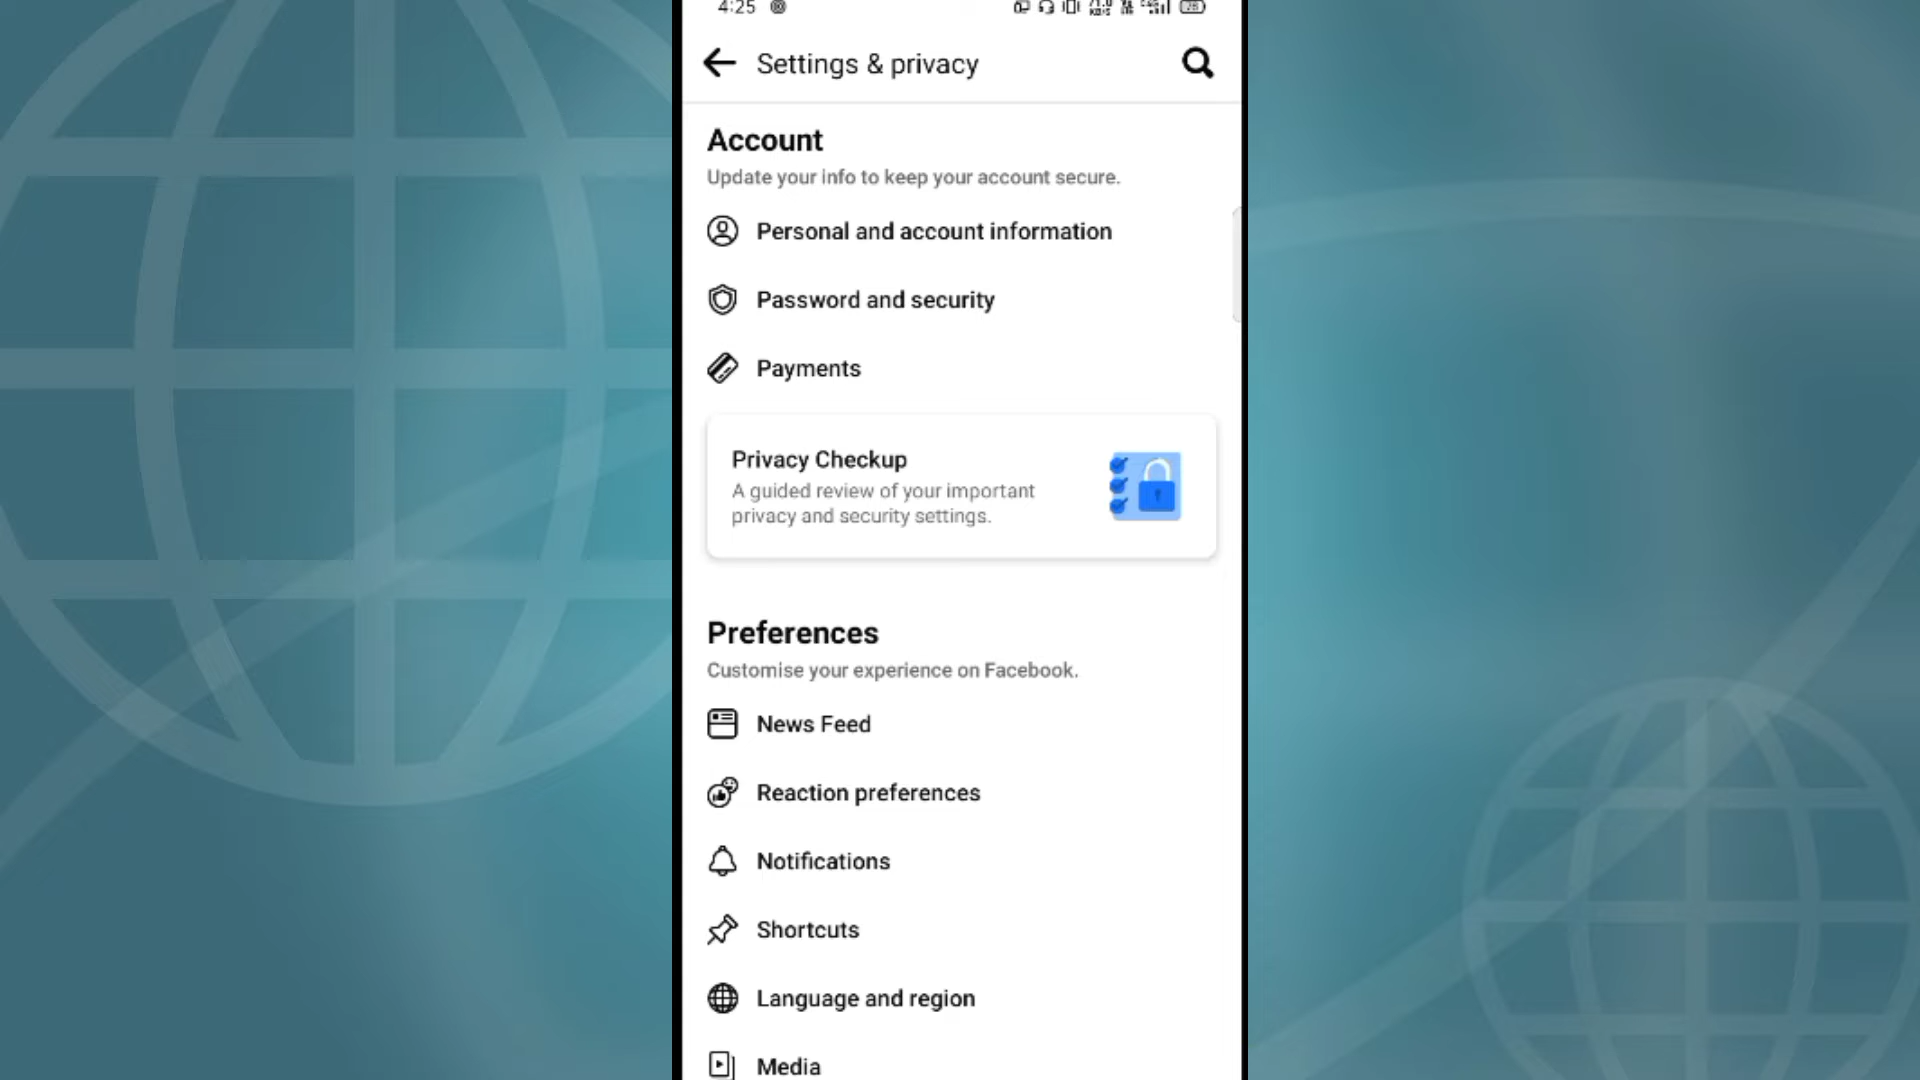 4:25
Settings & privacy
Account
Update your info to keep your account secure.
Personal and account information
Password and security
Payments
Privacy Checkup
A guided review of your important
privacy and security settings.
Preferences
Customise your experience on Facebook.
News Feed
Reaction preferences
Notifications
Shortcuts
Language and region
Media